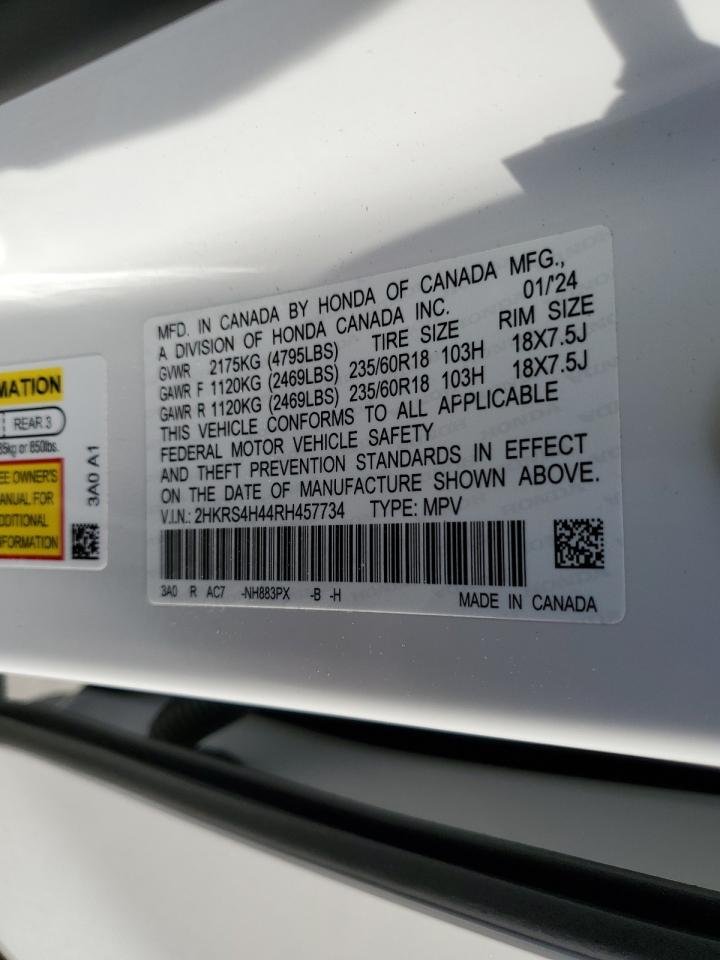 MFD. IN CANADA BY HONDA OF CANADA MFG.,
A DIVISION OF HONDA CANADA INC. 01/'24
GVWR 2175KG (4795LBS) TIRE SIZE RIM SIZE
GAWR F 1120KG (2469LBS) 235/60R18 103H 18X7.5J
GAWR R 1120KG (2469LBS) 235/60R18 103H 18X7.5J
THIS VEHICLE CONFORMS TO ALL APPLICABLE
FEDERAL MOTOR VEHICLE SAFETY
AND THEFT PREVENTION STANDARDS IN EFFECT
ON THE DATE OF MANUFACTURE SHOWN ABOVE.
V.I.N.: 2HKRS4H44RH457734 TYPE: MPV
3A0 R AC7 -NH883PX -B -H MADE IN CANADA
MATION
REAR 3
85kg or 850lbs.
EE OWNER'S
ANUAL FOR
DDITIONAL
NFORMATION
3A0 A1